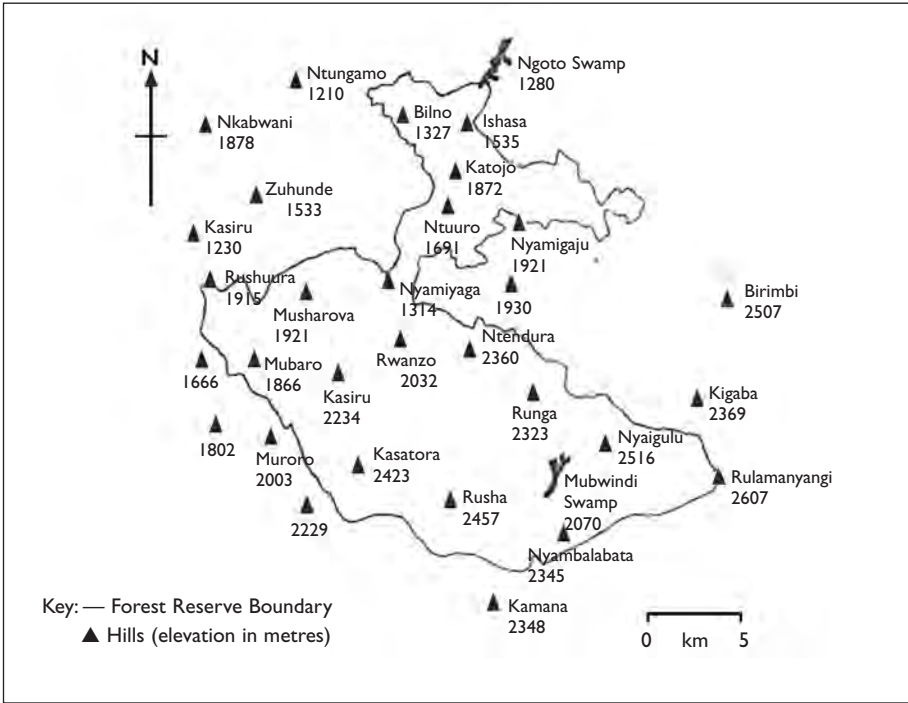 N
Ntungamo
1210
Ngoto Swamp
1280
Nkabwani
1878
Bilno
1327
Ishasa
1535
Katojo
1872
Zuhunde
1533
Ntuuro
1691
Kasiru
1230
Nyamigaju
1921
Rushuura
1915
Nyamiyaga
1314
1930
Musharova
1921
Birimbi
2507
Ntendura
2360
Rwanzo
2032
Mubaro
1866
1666
Kasiru
2234
Runga
2323
Kigaba
2369
1802
Muroro
2003
Nyaigulu
2516
Kasatora
2423
Mubwindi
Swamp
2070
Rulamanyangi
2607
Rusha
2457
2229
Nyambalabata
2345
Kamana
2348
Key: — Forest Reserve Boundary
▲ Hills (elevation in metres)
0 km 5